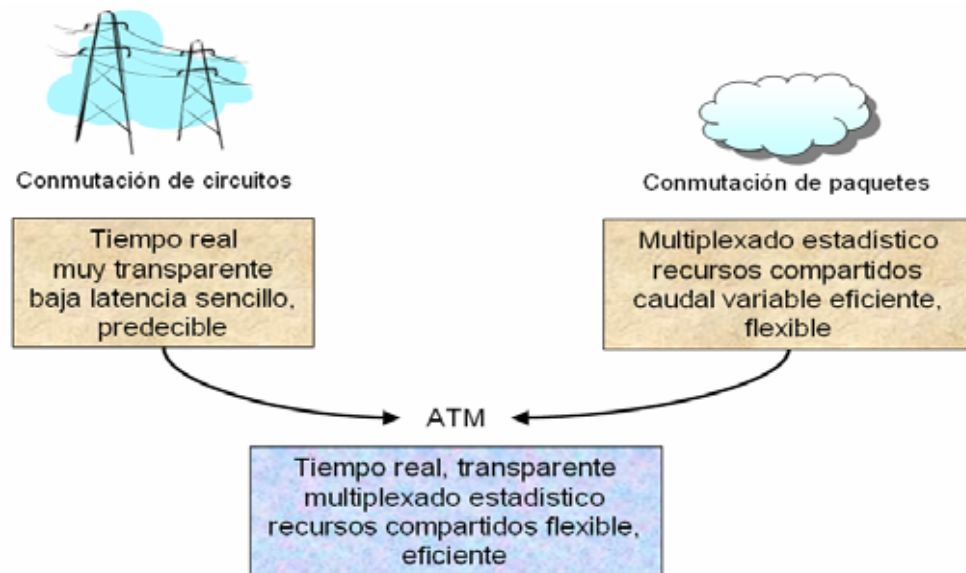 Conmutación de circuitos
Tiempo real
muy transparente
baja latencia sencillo,
predecible
Conmutación de paquetes
Multiplexado estadístico
recursos compartidos
caudal variable eficiente,
flexible
ATM
Tiempo real, transparente
multiplexado estadístico
recursos compartidos flexible,
eficiente